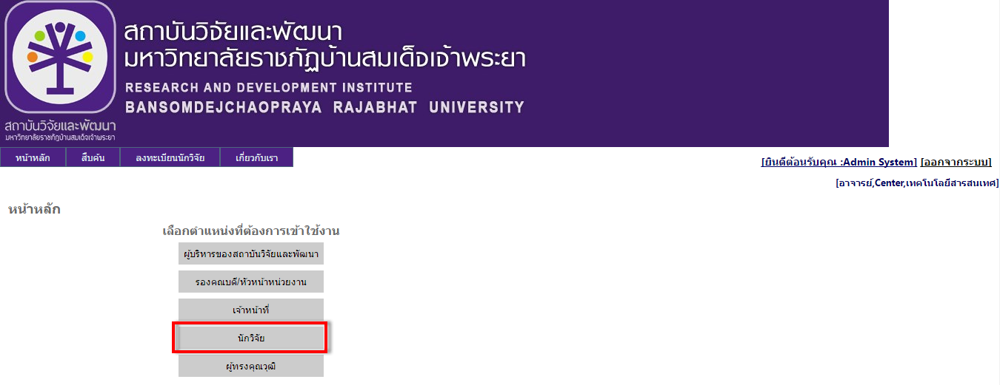 สถาบันวิจัยและพัฒนา
มหาวิทยาลัยราชภัฏบ้านสมเด็จเจ้าพระยา
RESEARCH AND DEVELOPMENT INSTITUTE
BANSOMDEJCHAOPRAYA RAJABHAT UNIVERSITY
สถาบันวิจัยและพัฒนา
มหาวิทยาลัยราชภัฏบ้านสมเด็จเจ้าพระยา
หน้าหลัก สืบค้น ลงทะเบียนนักวิจัย เกี่ยวกับเรา
[ยินดีต้อนรับคุณ :Admin System] [ออกจากระบบ]
[อาจารย์,Center,เทคโนโลยีสารสนเทศ]
หน้าหลัก
เลือกตำแหน่งที่ต้องการเข้าใช้งาน
ผู้บริหารของสถาบันวิจัยและพัฒนา
รองคณบดี/หัวหน้าหน่วยงาน
เจ้าหน้าที่
นักวิจัย
ผู้ทรงคุณวุฒิ